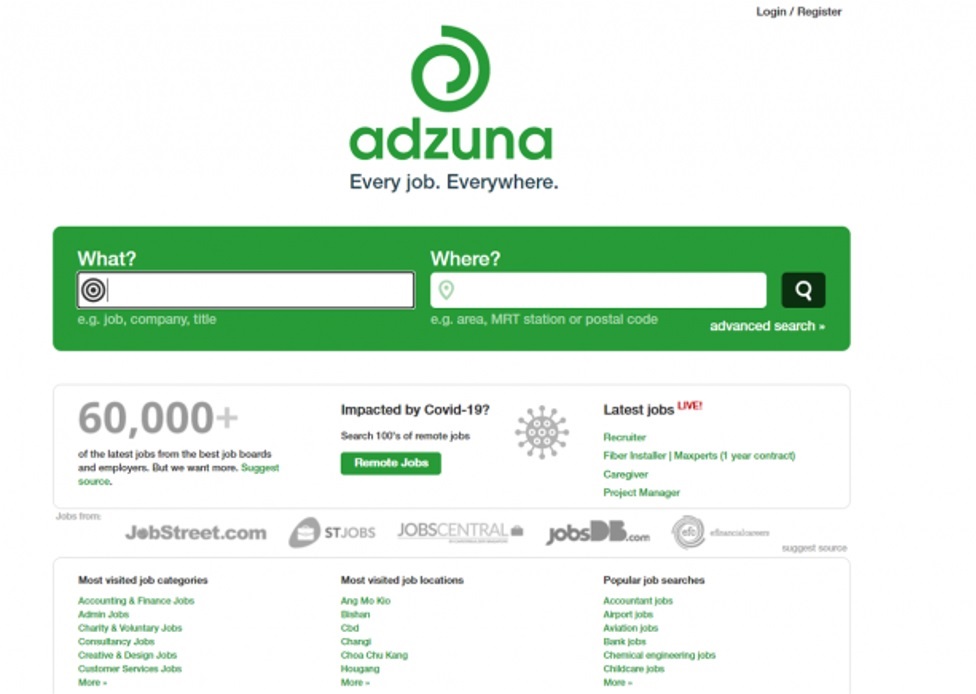 Login / Register
adzuna
Every job. Everywhere.
What?
Where?
e.g. job, company, title
e.g. area, MRT station or postal code
advanced search »
60,000+
of the latest jobs from the best job boards
and employers. But we want more. Suggest
source.
Impacted by Covid-19?
Search 100's of remote jobs
Remote Jobs
Latest jobs LIVE!
Recruiter
Fiber Installer | Maxperts (1 year contract)
Caregiver
Project Manager
Jobs from:
JobStreet.com
STJOBS
JOBSCENTRAL
jobsDB.com
efc efinancialcareers
suggest source
Most visited job categories
Accounting & Finance Jobs
Admin Jobs
Charity & Voluntary Jobs
Consultancy Jobs
Creative & Design Jobs
Customer Services Jobs
More »
Most visited job locations
Ang Mo Kio
Bishan
Cbd
Changi
Choa Chu Kang
Hougang
More »
Popular job searches
Accountant jobs
Airport jobs
Aviation jobs
Bank jobs
Chemical engineering jobs
Childcare jobs
More »